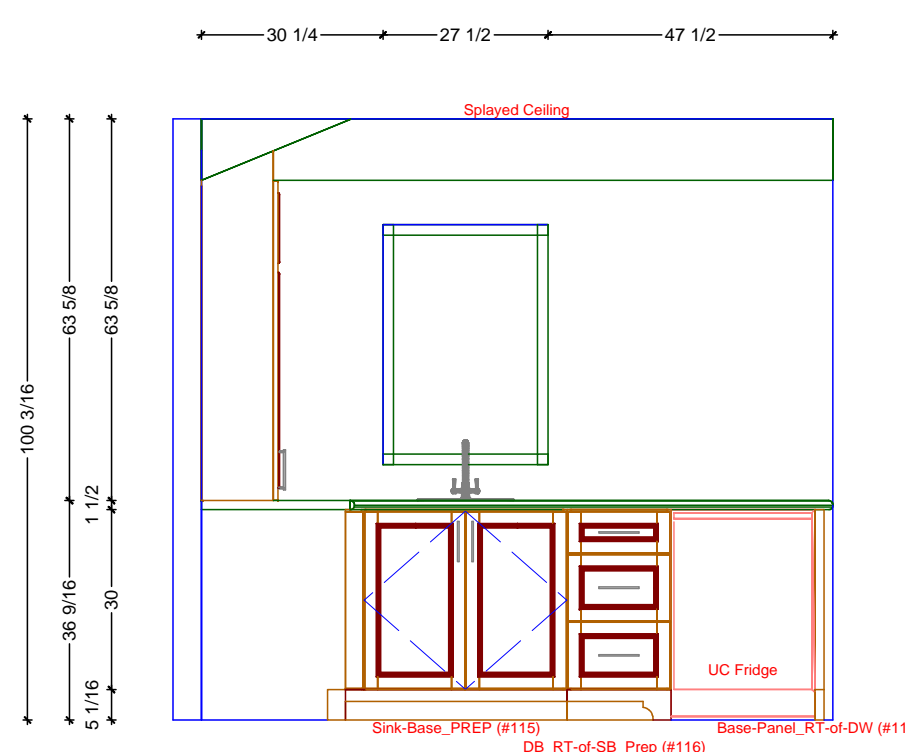 30 1/4
27 1/2
47 1/2
Splayed Ceiling
63 5/8
63 5/8
100 3/16
1 1/2
36 9/16
30
5 1/16
UC Fridge
Sink-Base_PREP (#115)
Base-Panel_RT-of-DW (#11
DB_RT-of-SB_Prep (#116)